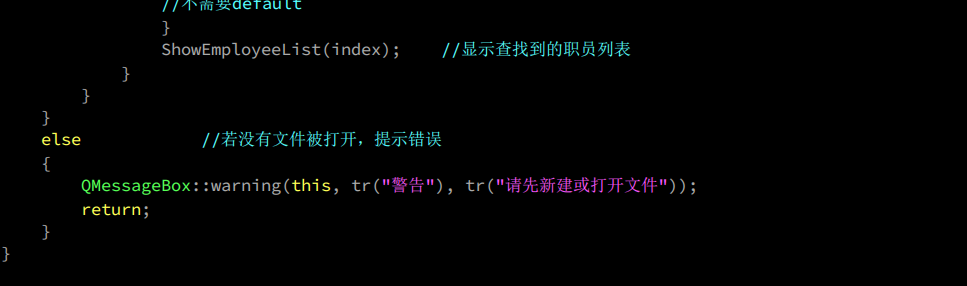 //不需要default
}
ShowEmployeeList(index); //显示查找到的职员列表
}
}
}
else //若没有文件被打开，提示错误
{
QMessageBox::warning(this, tr("警告"), tr("请先新建或打开文件"));
return;
}
}